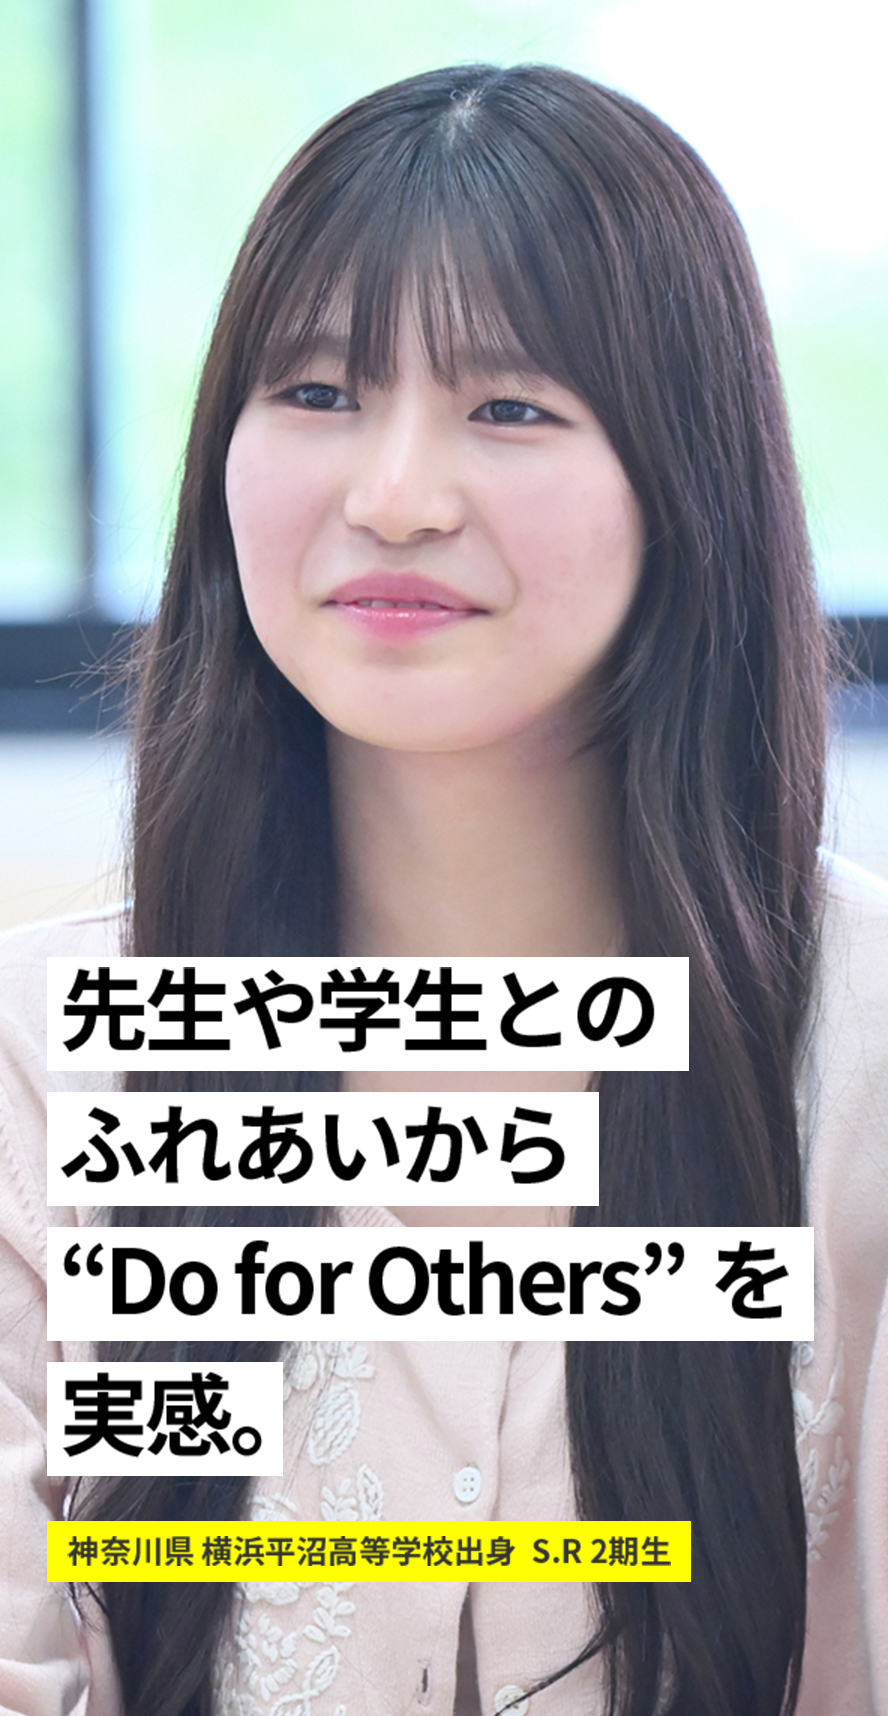 先生や学生との
ふれあいから
“Do for Others” を
実感。
神奈川県 横浜平沼高等学校出身 S.R 2期生